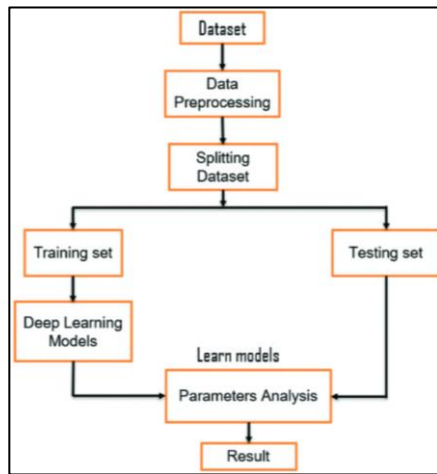 Dataset
Data
Preprocessing
Splitting
Dataset
Training set
Testing set
Deep Learning
Models
Learn models
Parameters Analysis
Result